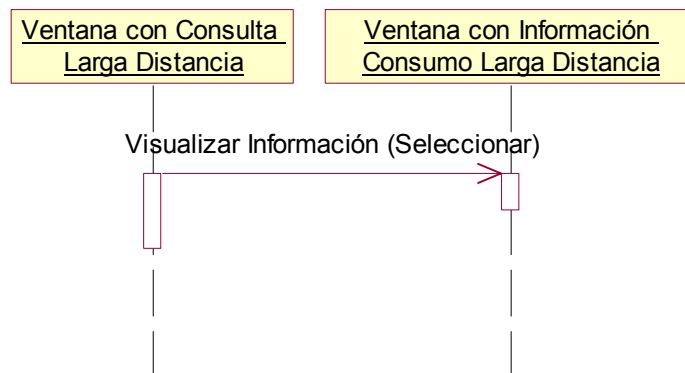 Ventana con Consulta
Larga Distancia
Ventana con Información
Consumo Larga Distancia
Visualizar Información (Seleccionar)